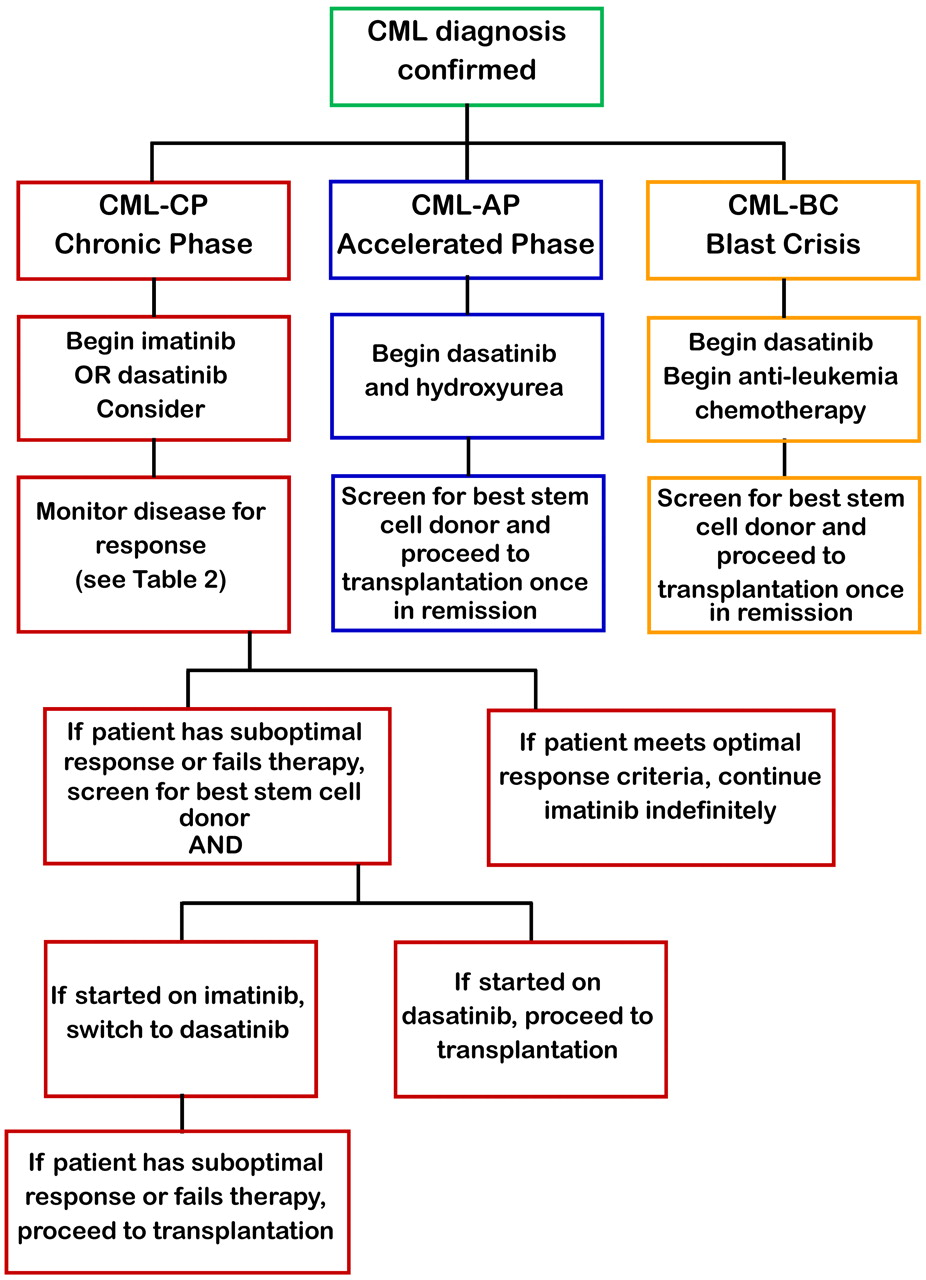 CML diagnosis
confirmed
CML-CP
Chronic Phase
CML-AP
Accelerated Phase
CML-BC
Blast Crisis
Begin imatinib
OR dasatinib
Consider
Begin dasatinib
and hydroxyurea
Begin dasatinib
Begin anti-leukemia
chemotherapy
Monitor disease for
response
(see Table 2)
Screen for best stem
cell donor and
proceed to
transplantation once
in remission
Screen for best stem
cell donor and
proceed to
transplantation once
in remission
If patient has suboptimal
response or fails therapy,
screen for best stem cell
donor
AND
If patient meets optimal
response criteria, continue
imatinib indefinitely
If started on imatinib,
switch to dasatinib
If started on
dasatinib, proceed to
transplantation
If patient has suboptimal
response or fails therapy,
proceed to transplantation